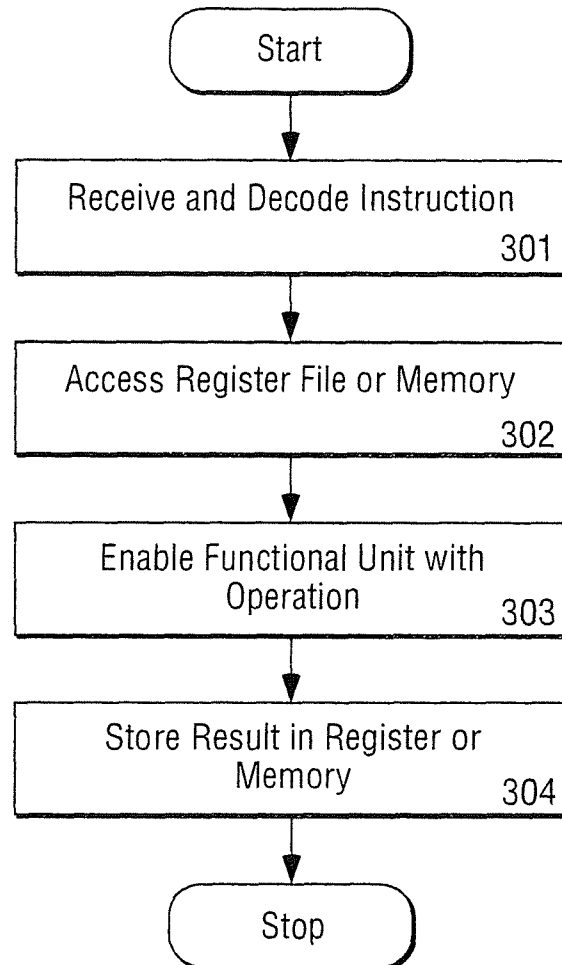 Start
Receive and Decode Instruction
301
Access Register File or Memory
302
Enable Functional Unit with
Operation
303
Store Result in Register or
Memory
304
Stop